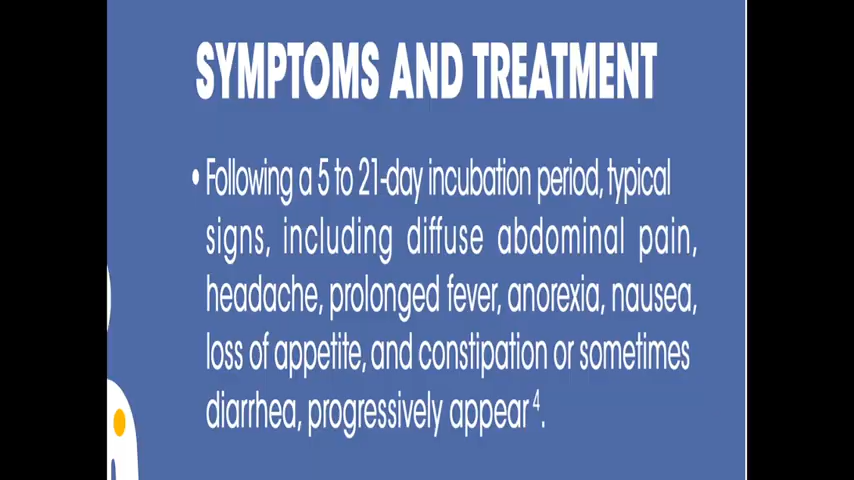 SYMPTOMS AND TREATMENT
• Following a 5 to 21-day incubation period, typical
signs, including diffuse abdominal pain,
headache, prolonged fever, anorexia, nausea,
loss of appetite, and constipation or sometimes
diarrhea, progressively appear ⁴.